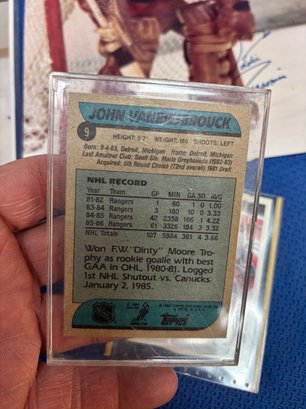 JOHN VANBIESBROUCK
9
HEIGHT: 5'7" WEIGHT: 165 SHOOTS: LEFT
Born: 9-4-63, Detroit, Michigan Home: Detroit, Michigan
Last Amateur Club: Sault Ste. Marie Greyhounds (1982-83)
Acquired: 5th Round Choice (72nd overall) 1981 Draft
NHL RECORD
Year Team GP MIN GA SO AVG
81-82 Rangers 1 60 1 0 1.00
83-84 Rangers 3 180 10 0 3.33
84-85 Rangers 42 2358 166 1 4.22
85-86 Rangers 61 3326 184 3 3.32
NHL Totals 107 5924 361 4 3.66
Won F.W. "Dinty" Moore Tro-
phy as rookie goalie with best
GAA in OHL, 1980-81. Logged
1st NHL Shutout vs. Canucks,
January 2, 1985.
NHL
NHLPA
TOPPS